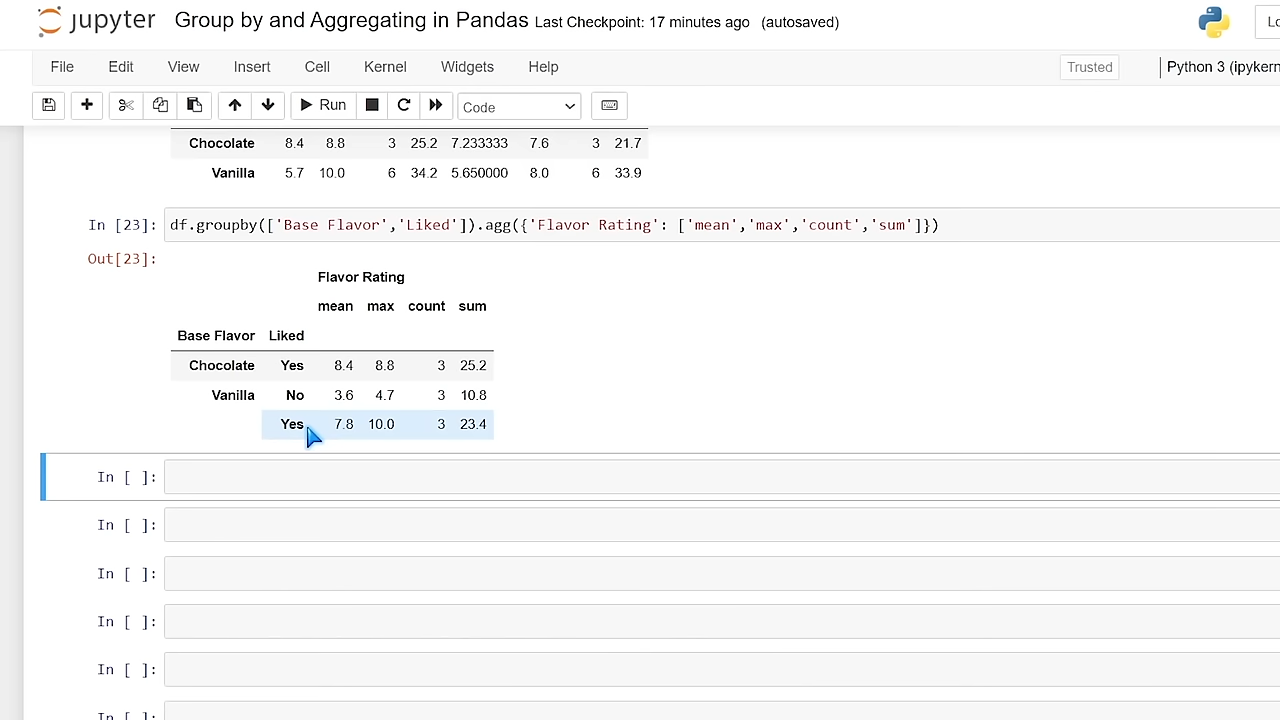 jupyter Group by and Aggregating in Pandas Last Checkpoint: 17 minutes ago (autosaved)
File Edit View Insert Cell Kernel Widgets Help Trusted Python 3 (ipykern
Run Code
Chocolate 8.4 8.8 3 25.2 7.233333 7.6 3 21.7
Vanilla 5.7 10.0 6 34.2 5.650000 8.0 6 33.9
In [23]: df.groupby(['Base Flavor','Liked']).agg({'Flavor Rating': ['mean','max','count','sum']})
Out[23]:
Flavor Rating
mean max count sum
Base Flavor Liked
Chocolate Yes 8.4 8.8 3 25.2
Vanilla No 3.6 4.7 3 10.8
Yes 7.8 10.0 3 23.4
In [ ]:
In [ ]:
In [ ]:
In [ ]:
In [ ]:
In [ ]: